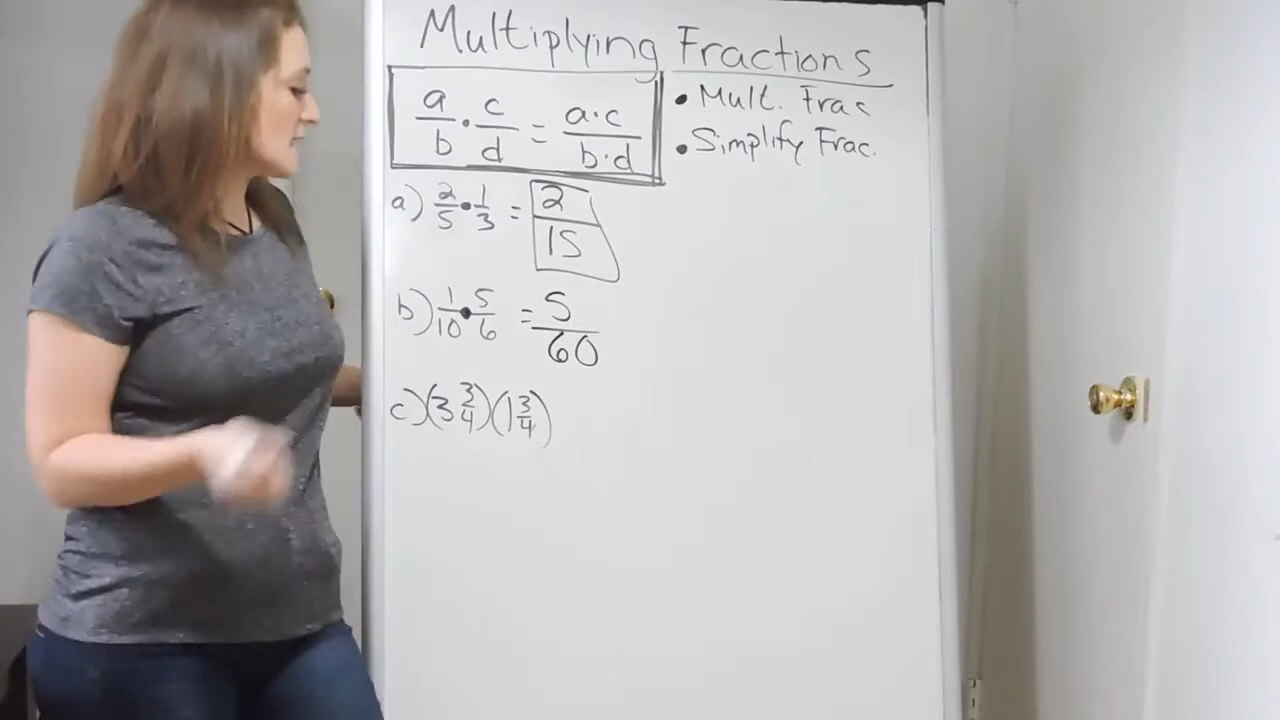 Multiplying Fractions
a/b · c/d = a·c/b·d
• Mult. Frac
• Simplify Frac.
a) 2/5 • 1/3 = 2/15
b) 1/10 • 5/6 = 5/60
c) (3 3/4)(1 3/4)